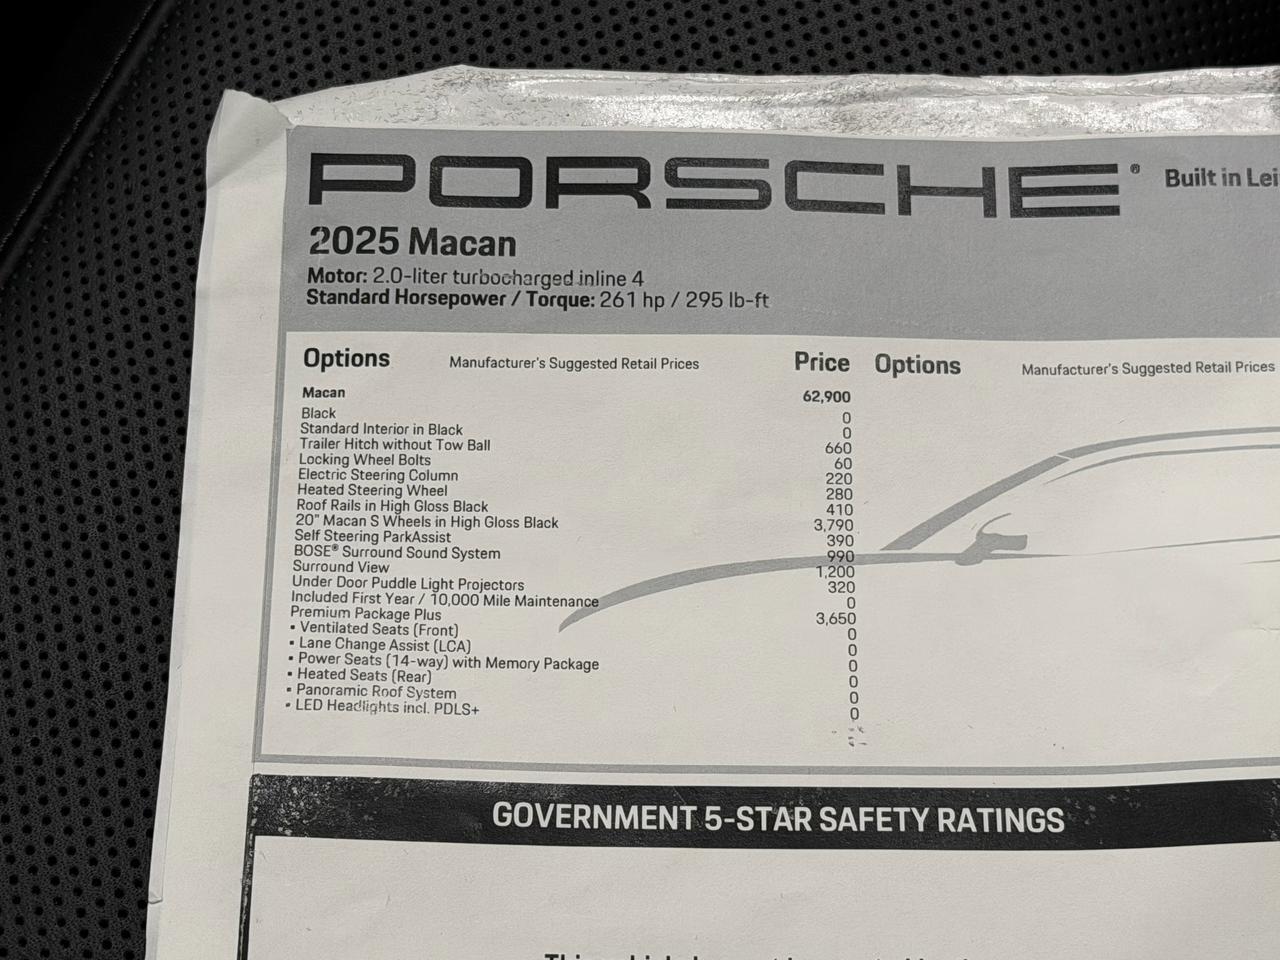 PORSCHE® Built in Lei
2025 Macan
Motor: 2.0-liter turbocharged inline 4
Standard Horsepower / Torque: 261 hp / 295 lb-ft
Options Manufacturer's Suggested Retail Prices Price Options Manufacturer's Suggested Retail Prices
Macan 62,900
Black 0
Standard Interior in Black 0
Trailer Hitch without Tow Ball 660
Locking Wheel Bolts 60
Electric Steering Column 220
Heated Steering Wheel 280
Roof Rails in High Gloss Black 410
20" Macan S Wheels in High Gloss Black 3,790
Self Steering ParkAssist 390
BOSE® Surround Sound System 990
Surround View 1,200
Under Door Puddle Light Projectors 320
Included First Year / 10,000 Mile Maintenance 0
Premium Package Plus 3,650
• Ventilated Seats (Front) 0
• Lane Change Assist (LCA) 0
• Power Seats (14-way) with Memory Package 0
• Heated Seats (Rear) 0
• Panoramic Roof System 0
• LED Headlights incl. PDLS+ 0
GOVERNMENT 5-STAR SAFETY RATINGS